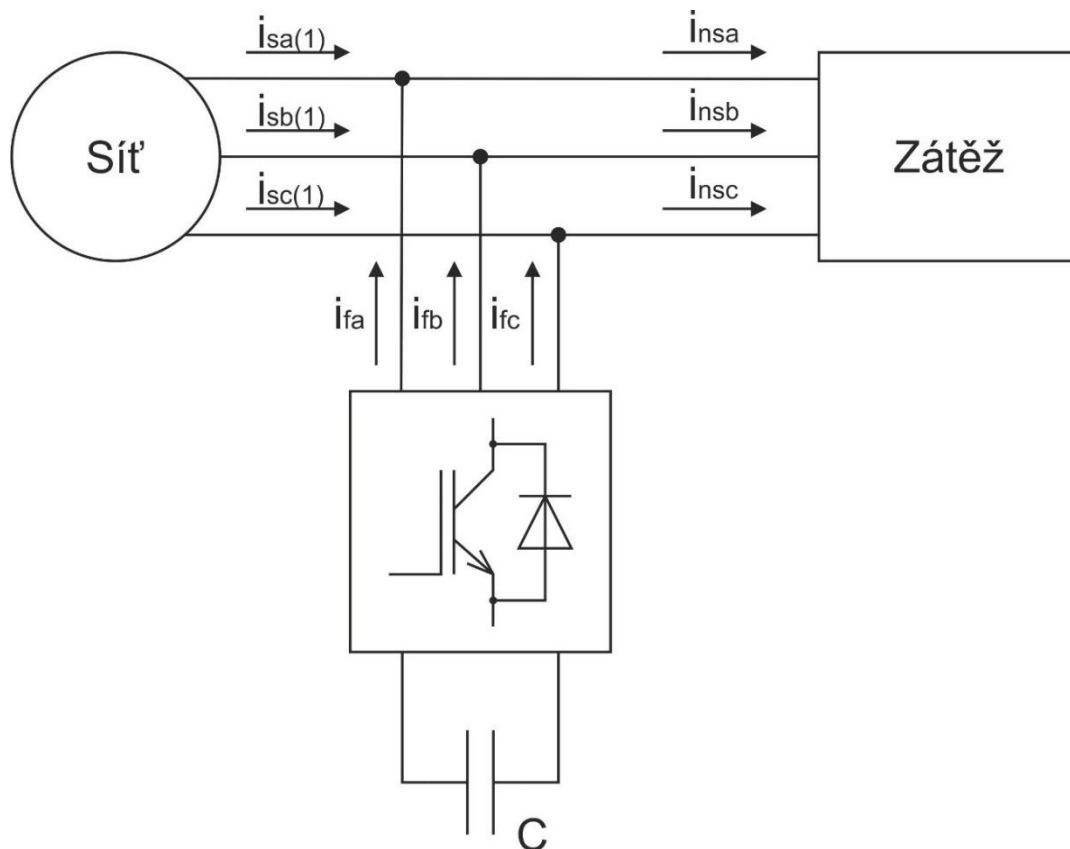 isa(1) insa
isb(1) insb
Síť Zátěž
isc(1) insc
ifa ifb ifc
C